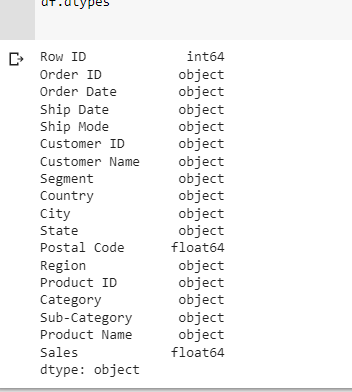 df.dtypes
Row ID int64
Order ID object
Order Date object
Ship Date object
Ship Mode object
Customer ID object
Customer Name object
Segment object
Country object
City object
State object
Postal Code float64
Region object
Product ID object
Category object
Sub-Category object
Product Name object
Sales float64
dtype: object